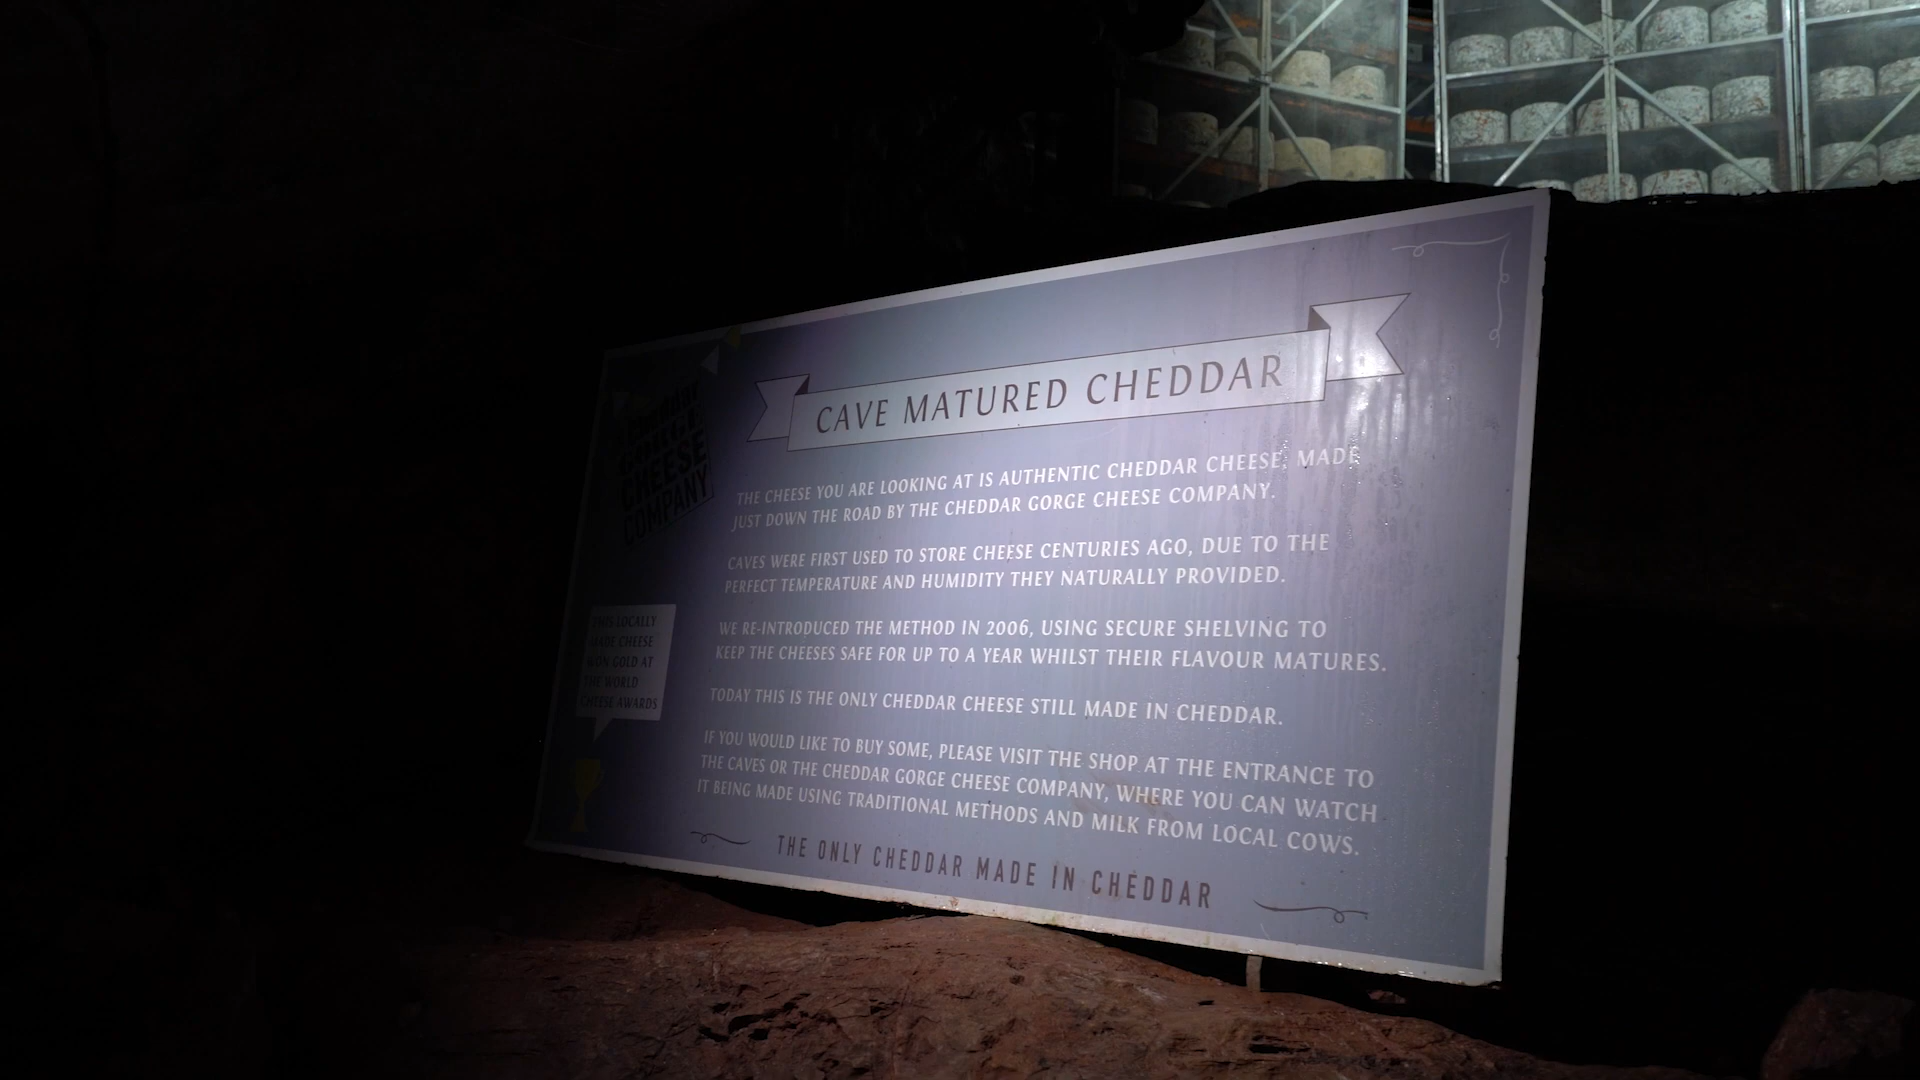 CHEDDAR
GORGE
CHEESE
COMPANY
CAVE MATURED CHEDDAR
THE CHEESE YOU ARE LOOKING AT IS AUTHENTIC CHEDDAR CHEESE, MADE
JUST DOWN THE ROAD BY THE CHEDDAR GORGE CHEESE COMPANY.
CAVES WERE FIRST USED TO STORE CHEESE CENTURIES AGO, DUE TO THE
PERFECT TEMPERATURE AND HUMIDITY THEY NATURALLY PROVIDED.
WE RE-INTRODUCED THE METHOD IN 2006, USING SECURE SHELVING TO
KEEP THE CHEESES SAFE FOR UP TO A YEAR WHILST THEIR FLAVOUR MATURES.
TODAY THIS IS THE ONLY CHEDDAR CHEESE STILL MADE IN CHEDDAR.
IF YOU WOULD LIKE TO BUY SOME, PLEASE VISIT THE SHOP AT THE ENTRANCE TO
THE CAVES OR THE CHEDDAR GORGE CHEESE COMPANY, WHERE YOU CAN WATCH
IT BEING MADE USING TRADITIONAL METHODS AND MILK FROM LOCAL COWS.
THIS LOCALLY
MADE CHEESE
WON GOLD AT
THE WORLD
CHEESE AWARDS
THE ONLY CHEDDAR MADE IN CHEDDAR